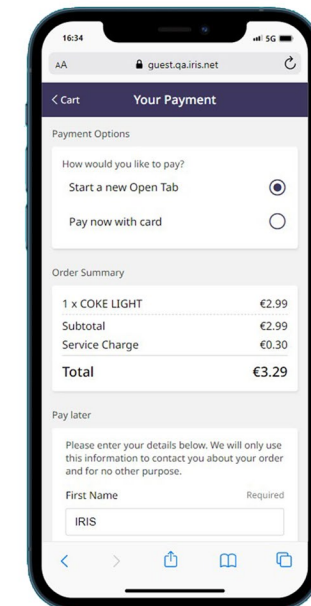 16:34
5G
AA guest.qa.iris.net
Cart Your Payment
Payment Options
How would you like to pay?
Start a new Open Tab
Pay now with card
Order Summary
1 x COKE LIGHT €2.99
Subtotal €2.99
Service Charge €0.30
Total €3.29
Pay later
Please enter your details below. We will only use
this information to contact you about your order
and for no other purpose.
First Name Required
IRIS